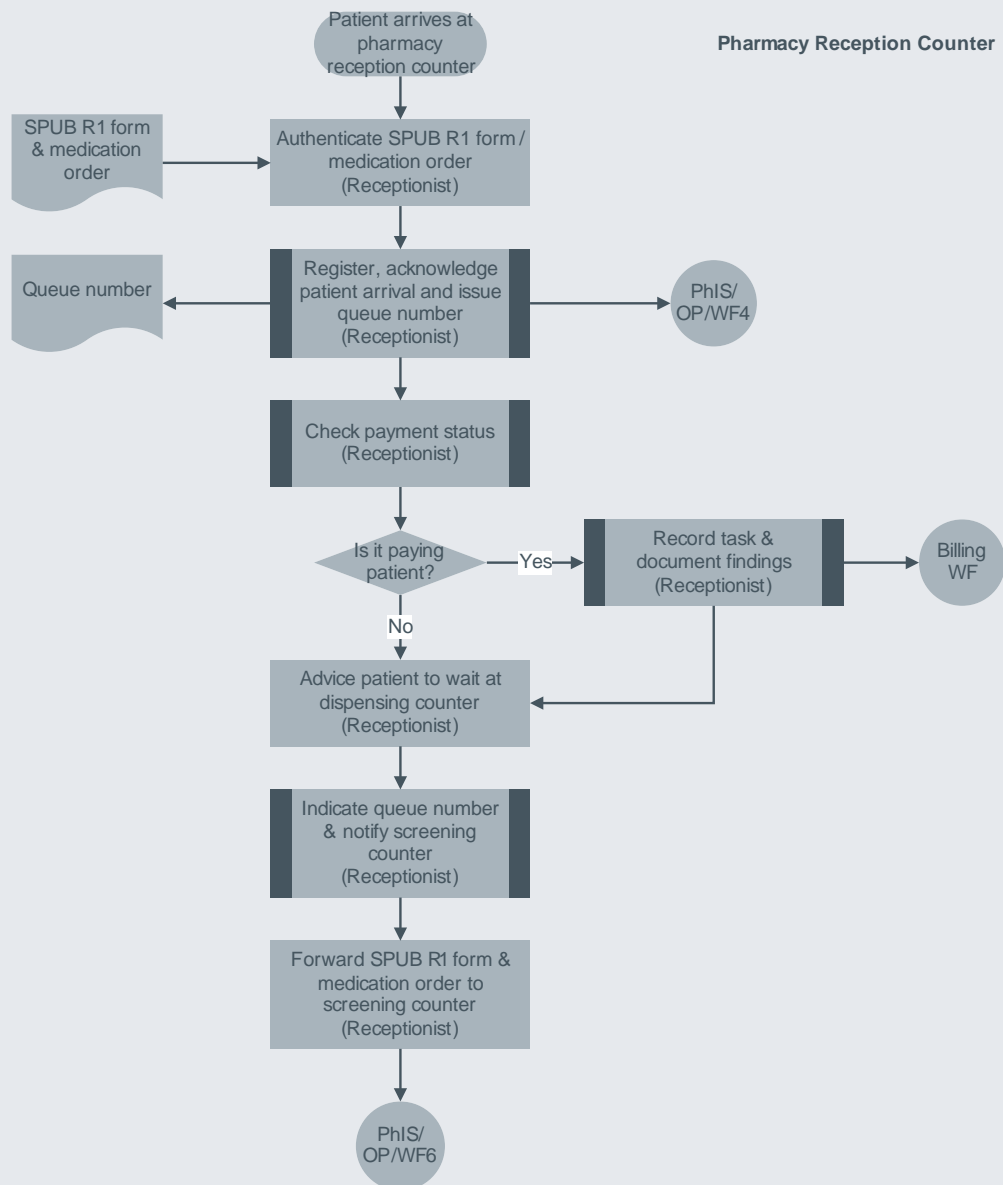 Patient arrives at
pharmacy
reception counter
Pharmacy Reception Counter
SPUB R1 form
& medication
order
Authenticate SPUB R1 form /
medication order
(Receptionist)
Queue number
Register, acknowledge
patient arrival and issue
queue number
(Receptionist)
PhIS/
OP/WF4
Check payment status
(Receptionist)
Is it paying
patient?
Yes
Record task &
document findings
(Receptionist)
Billing
WF
No
Advice patient to wait at
dispensing counter
(Receptionist)
Indicate queue number
& notify screening
counter
(Receptionist)
Forward SPUB R1 form &
medication order to
screening counter
(Receptionist)
PhIS/
OP/WF6